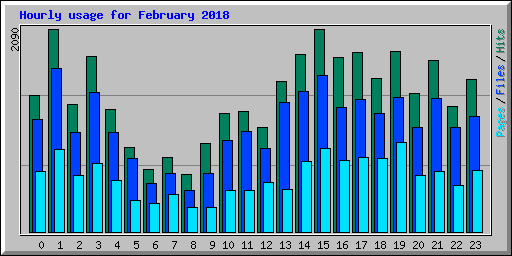 Hourly usage for February 2018
2090
Pages/Files/Hits
0 1 2 3 4 5 6 7 8 9 10 11 12 13 14 15 16 17 18 19 20 21 22 23